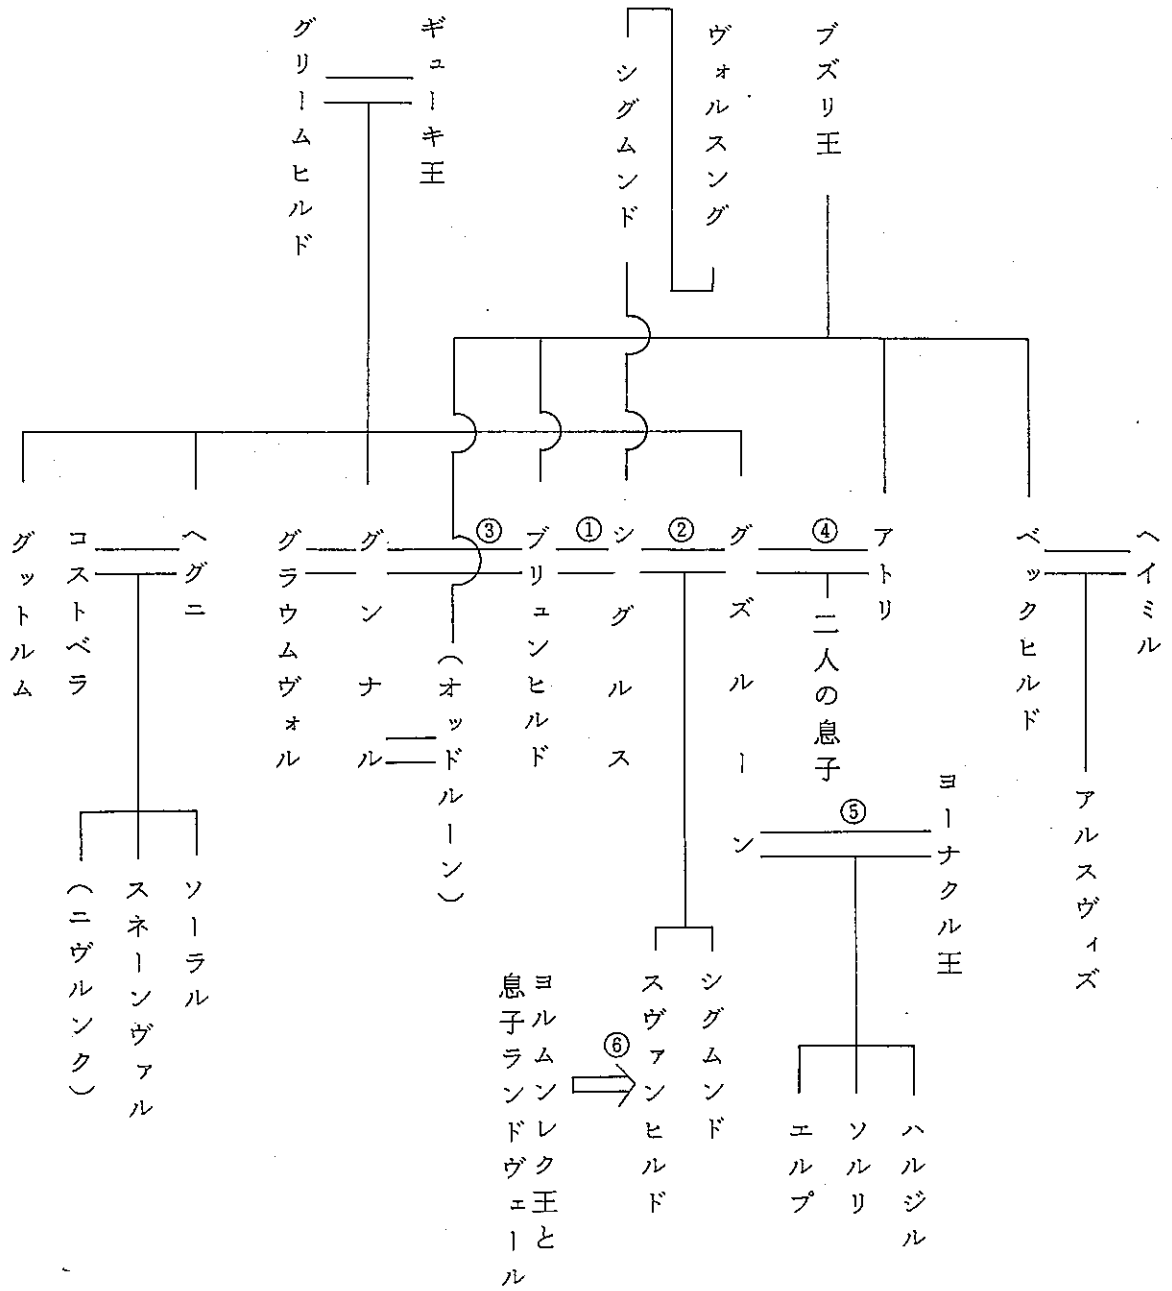 ブズリ王
ヴォルスング
シグムンド
ギューキ王
グリームヒルド
ヘイミル
ベックヒルド
アトリ
④
二人の息子
グズルーン
②
シグルス
①
ブリュンヒルド
③
(オッドルーン)
グンナル
グラウムヴォル
ヘグニ
コストベラ
グットルム
アルスヴィズ
ヨーナクル王
⑤
ハルジル
ソルリ
エルプ
シグムンド
スヴァンヒルド
⑥
ヨルムンレク王と
息子ランドヴェール
ソーラル
スネーンヴァル
(ニヴルンク)